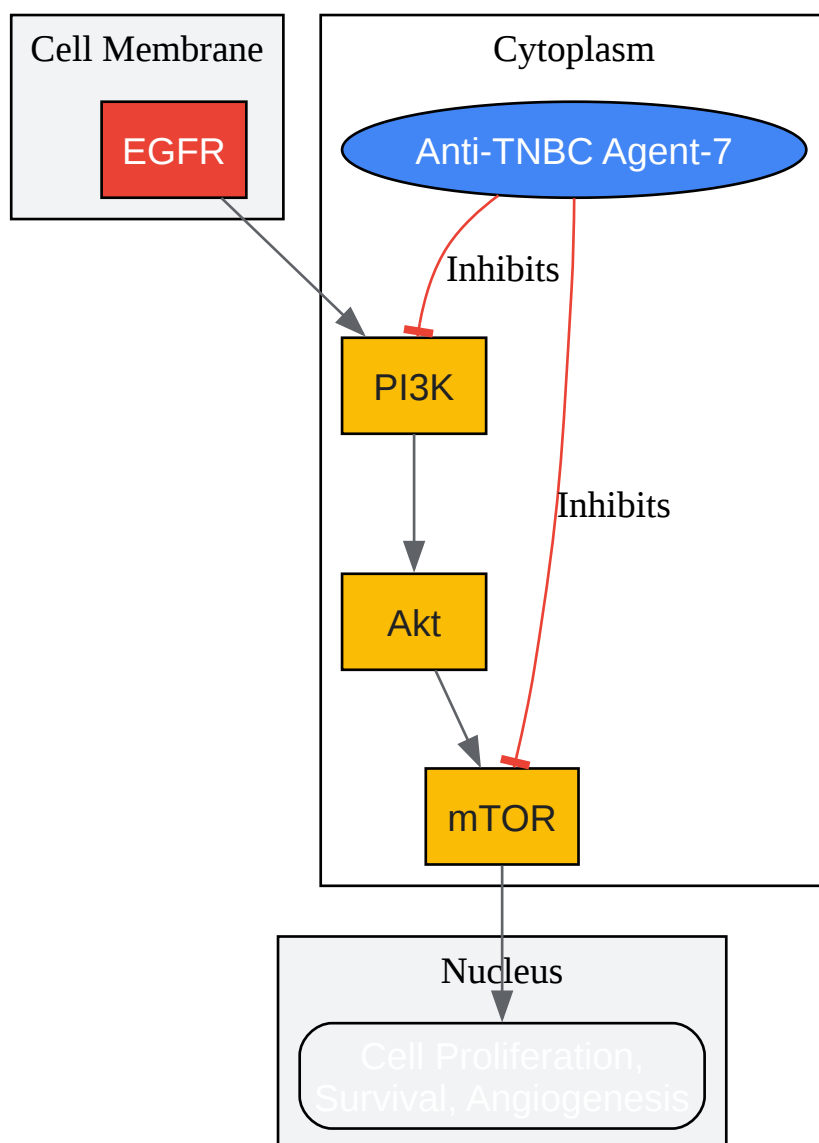 Cell Membrane
Cytoplasm
EGFR
Anti-TNBC Agent-7
Inhibits
PI3K
Inhibits
Akt
mTOR
Nucleus
Cell Proliferation,
Survival, Angiogenesis